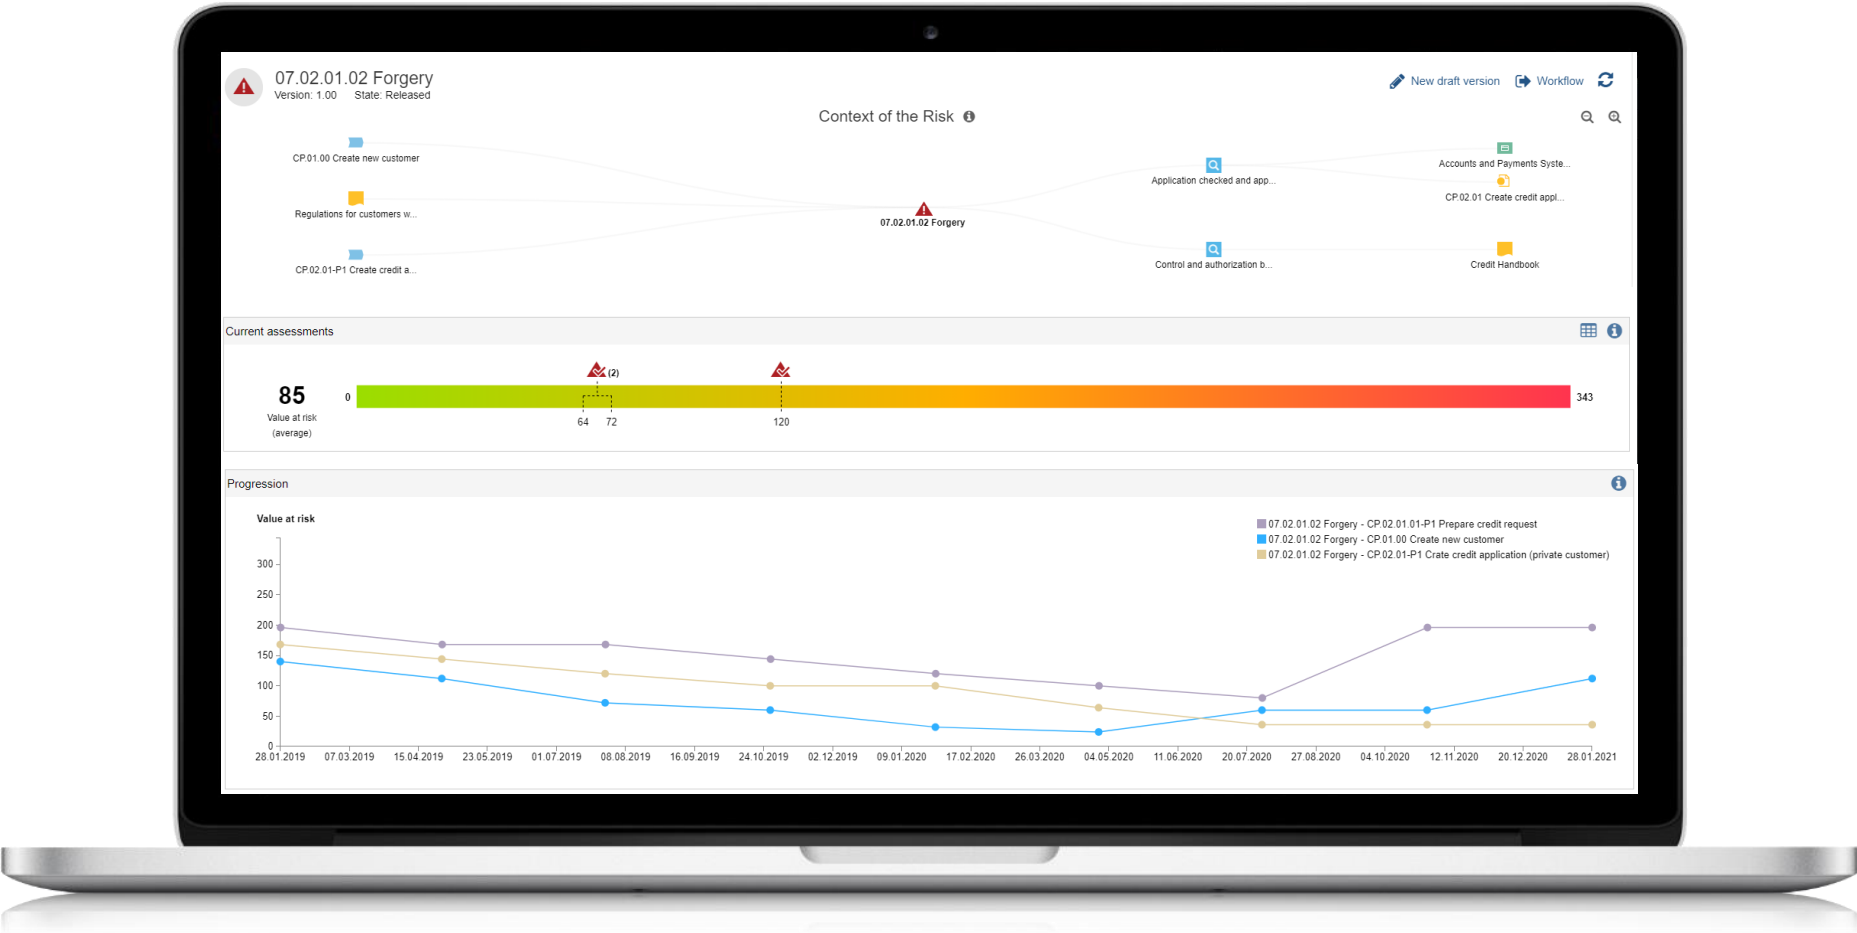 07.02.01.02 Forgery
Version: 1.00 State: Released
New draft version Workflow
Context of the Risk
CP.01.00 Create new customer
Regulations for customers w...
CP.02.01-P1 Create credit a...
07.02.01.02 Forgery
Application checked and app...
Control and authorization b...
Accounts and Payments Syste...
CP.02.01 Create credit appl...
Credit Handbook
Current assessments
85
Value at risk
(average)
0
(2)
343
64 72 120
Progression
Value at risk
07.02.01.02 Forgery - CP.02.01.01-P1 Prepare credit request
07.02.01.02 Forgery - CP.01.00 Create new customer
07.02.01.02 Forgery - CP.02.01-P1 Crate credit application (private customer)
300
250
200
150
100
50
0
28.01.2019 07.03.2019 15.04.2019 23.05.2019 01.07.2019 08.08.2019 16.09.2019 24.10.2019 02.12.2019 09.01.2020 17.02.2020 26.03.2020 04.05.2020 11.06.2020 20.07.2020 27.08.2020 04.10.2020 12.11.2020 20.12.2020 28.01.2021